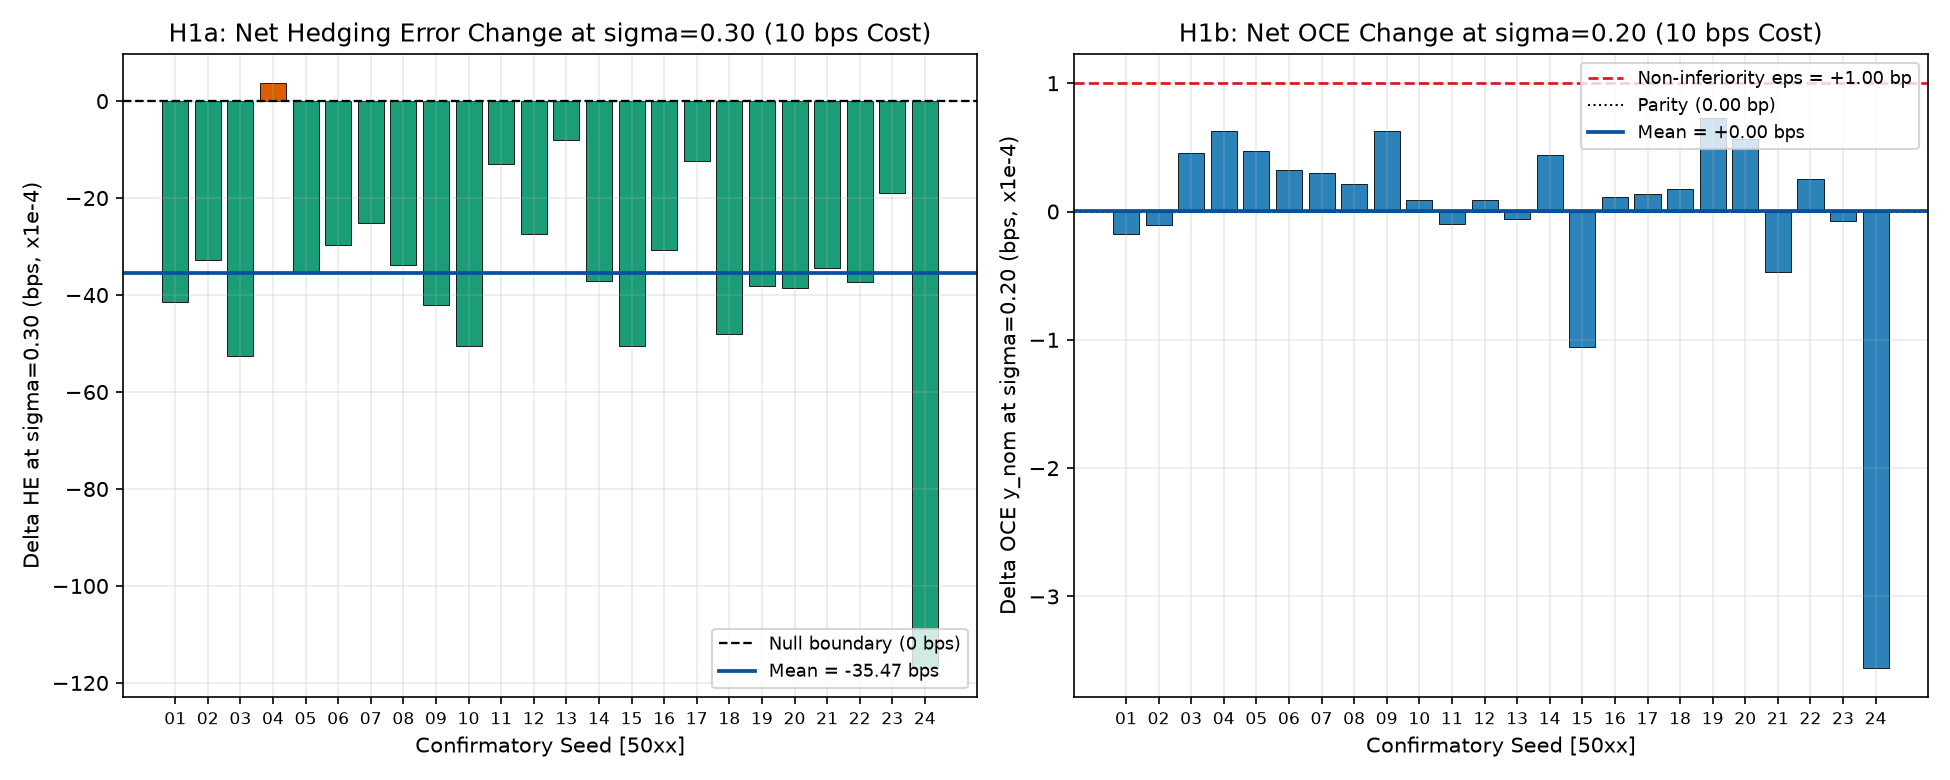 H1a: Net Hedging Error Change at sigma=0.30 (10 bps Cost)
Delta HE at sigma=0.30 (bps, x1e-4)
0
−20
−40
−60
−80
−100
−120
Null boundary (0 bps)
Mean = -35.47 bps
01 02 03 04 05 06 07 08 09 10 11 12 13 14 15 16 17 18 19 20 21 22 23 24
Confirmatory Seed [50xx]
H1b: Net OCE Change at sigma=0.20 (10 bps Cost)
Delta OCE y_nom at sigma=0.20 (bps, x1e-4)
1
0
−1
−2
−3
Non-inferiority eps = +1.00 bp
Parity (0.00 bp)
Mean = +0.00 bps
01 02 03 04 05 06 07 08 09 10 11 12 13 14 15 16 17 18 19 20 21 22 23 24
Confirmatory Seed [50xx]